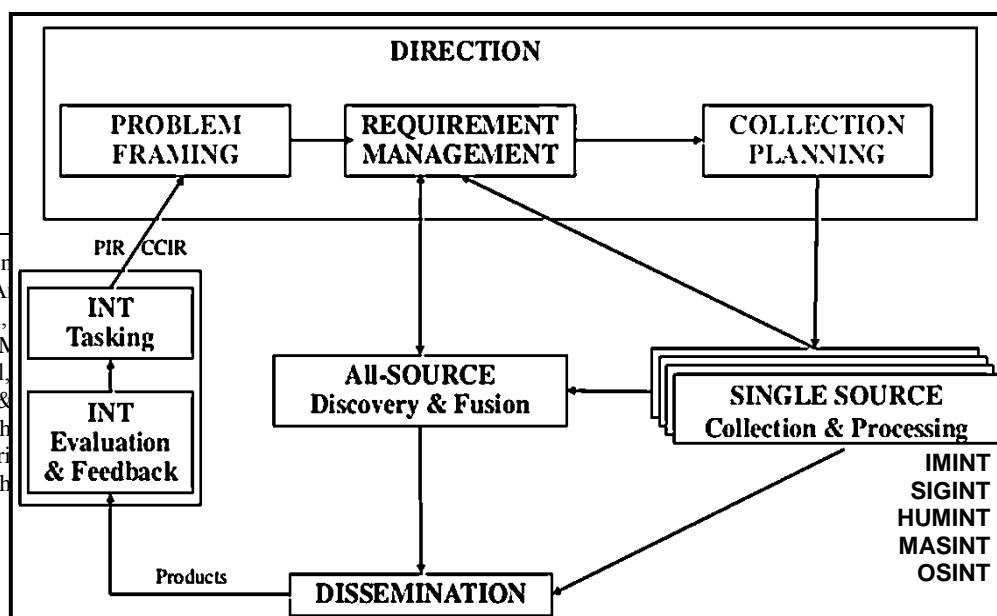 DIRECTION
PROBLEM
FRAMING
REQUIREMENT
MANAGEMENT
COLLECTION
PLANNING
PIR CCIR
INT
Tasking
INT
Evaluation
& Feedback
All-SOURCE
Discovery & Fusion
SINGLE SOURCE
Collection & Processing
IMINT
SIGINT
HUMINT
MASINT
OSINT
Products
DISSEMINATION